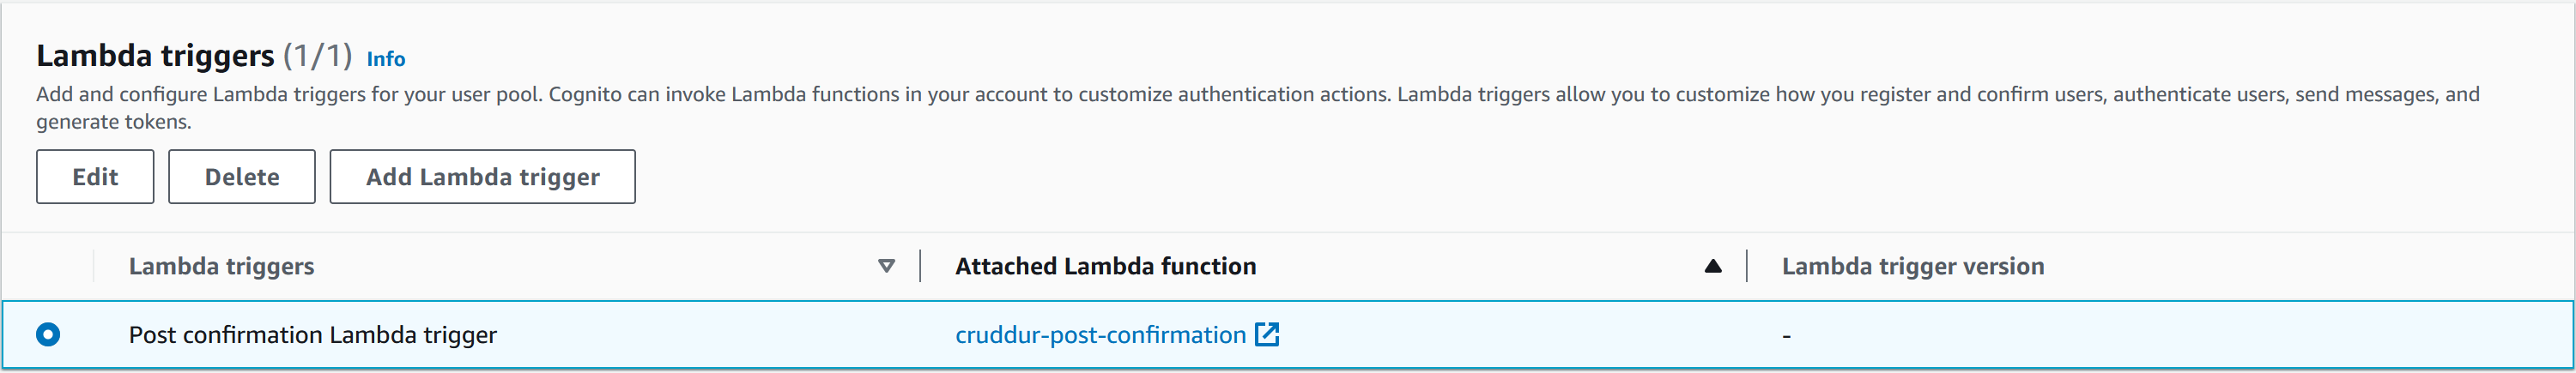 Lambda triggers (1/1) Info
Add and configure Lambda triggers for your user pool. Cognito can invoke Lambda functions in your account to customize authentication actions. Lambda triggers allow you to customize how you register and confirm users, authenticate users, send messages, and
generate tokens.
Edit Delete Add Lambda trigger
Lambda triggers Attached Lambda function Lambda trigger version
Post confirmation Lambda trigger cruddur-post-confirmation -